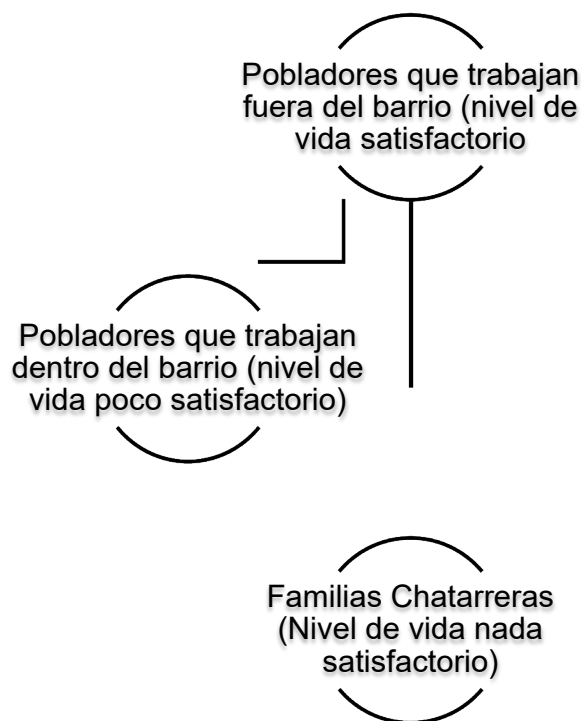 Pobladores que trabajan
fuera del barrio (nivel de
vida satisfactorio
Pobladores que trabajan
dentro del barrio (nivel de
vida poco satisfactorio)
Familias Chatarreras
(Nivel de vida nada
satisfactorio)